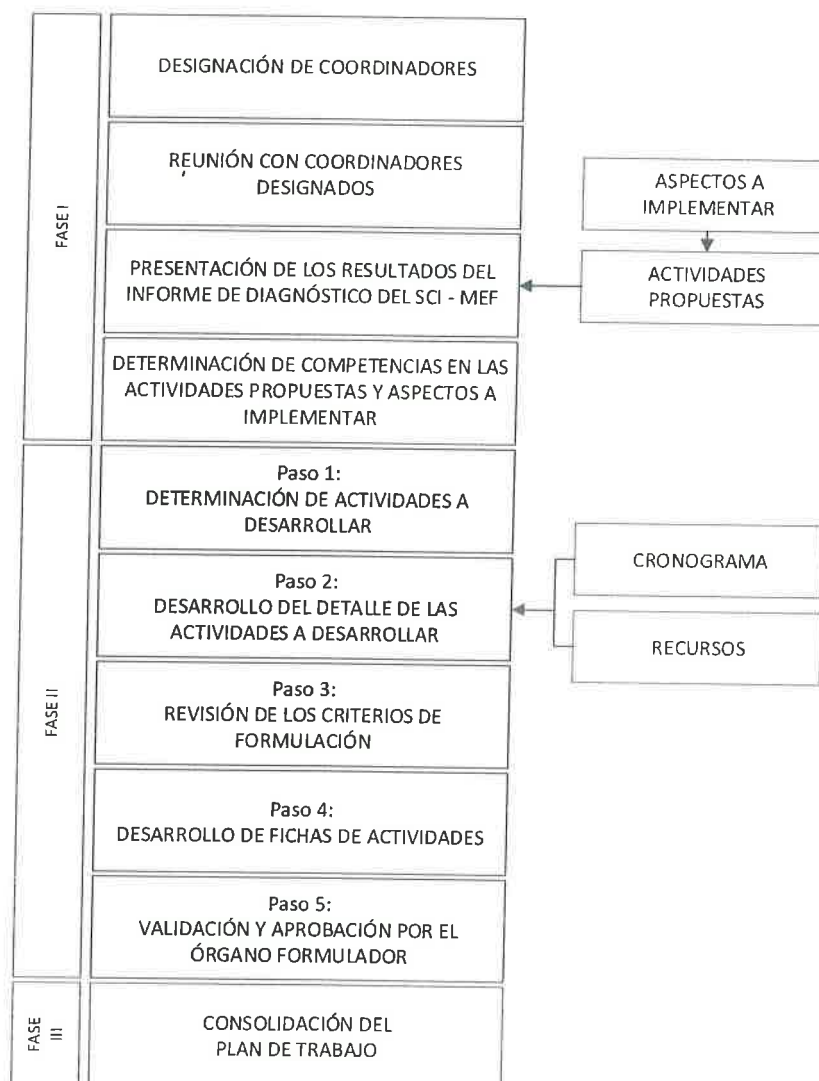 FASE I
DESIGNACIÓN DE COORDINADORES
REUNIÓN CON COORDINADORES
DESIGNADOS
PRESENTACIÓN DE LOS RESULTADOS DEL
INFORME DE DIAGNÓSTICO DEL SCI - MEF
ASPECTOS A
IMPLEMENTAR
ACTIVIDADES
PROPUESTAS
DETERMINACIÓN DE COMPETENCIAS EN LAS
ACTIVIDADES PROPUESTAS Y ASPECTOS A
IMPLEMENTAR
FASE II
Paso 1:
DETERMINACIÓN DE ACTIVIDADES A
DESARROLLAR
Paso 2:
DESARROLLO DEL DETALLE DE LAS
ACTIVIDADES A DESARROLLAR
CRONOGRAMA
RECURSOS
Paso 3:
REVISIÓN DE LOS CRITERIOS DE
FORMULACIÓN
Paso 4:
DESARROLLO DE FICHAS DE ACTIVIDADES
Paso 5:
VALIDACIÓN Y APROBACIÓN POR EL
ÓRGANO FORMULADOR
FASE
III
CONSOLIDACIÓN DEL
PLAN DE TRABAJO